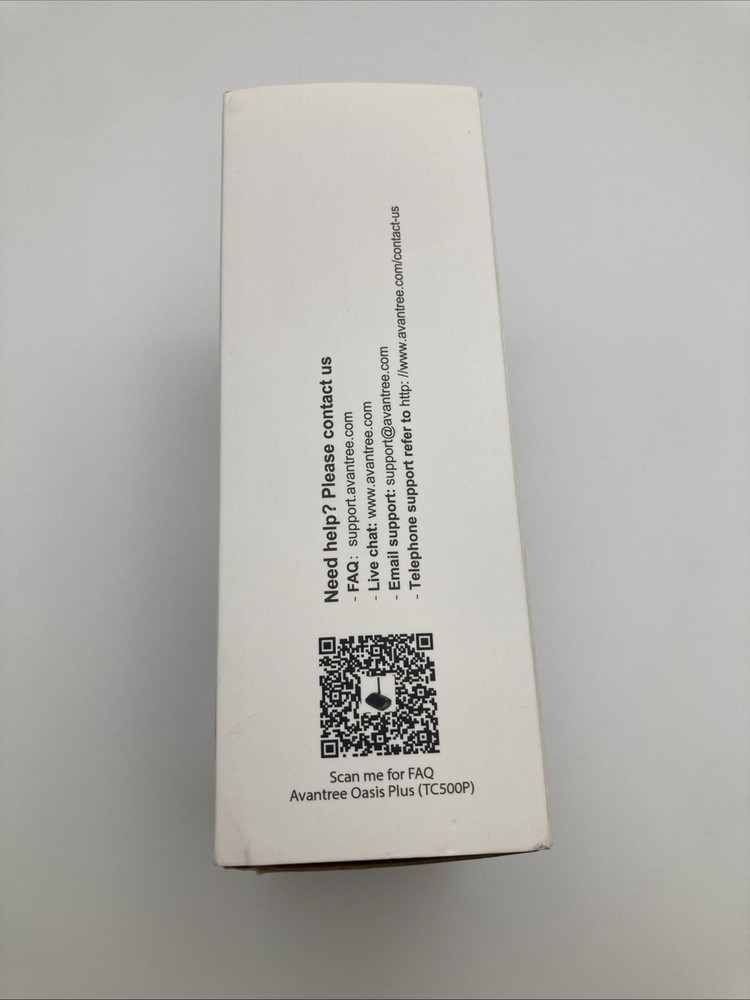 Need help? Please contact us
- FAQ: support.avantree.com
- Live chat: www.avantree.com
- Email support: support@avantree.com
- Telephone support refer to http: //www.avantree.com/contact-us
Scan me for FAQ
Avantree Oasis Plus (TC500P)